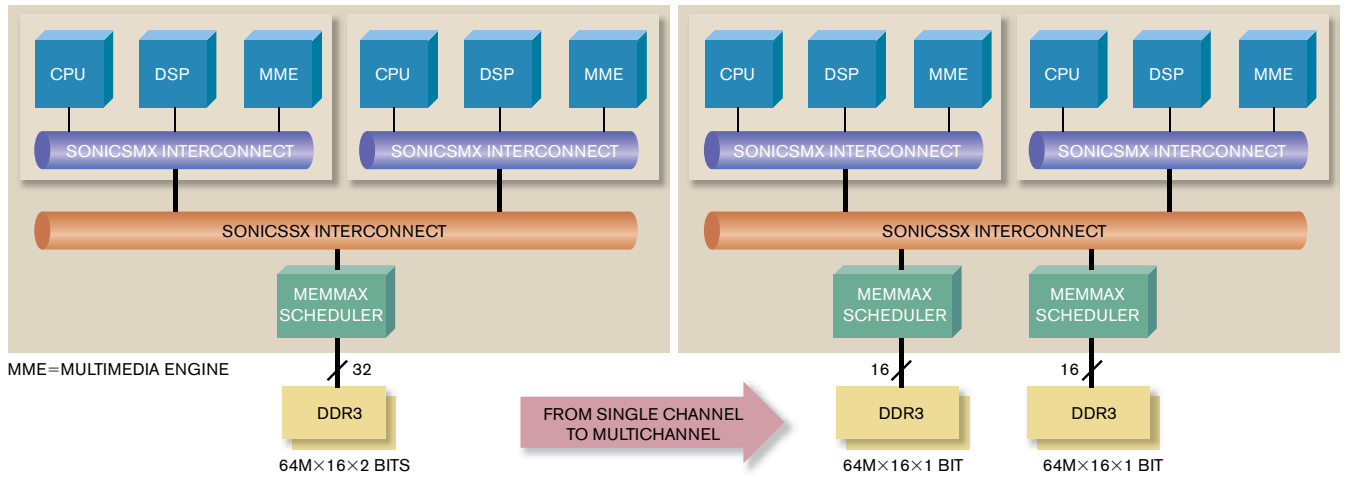 CPU DSP MME CPU DSP MME CPU DSP MME CPU DSP MME
SONICSMX INTERCONNECT SONICSMX INTERCONNECT SONICSMX INTERCONNECT SONICSMX INTERCONNECT
SONICSSX INTERCONNECT SONICSSX INTERCONNECT
MEMMAX
SCHEDULER
MEMMAX
SCHEDULER
MEMMAX
SCHEDULER
MME=MULTIMEDIA ENGINE
32
16
16
DDR3
FROM SINGLE CHANNEL
TO MULTICHANNEL
DDR3
DDR3
64M×16×2 BITS
64M×16×1 BIT
64M×16×1 BIT